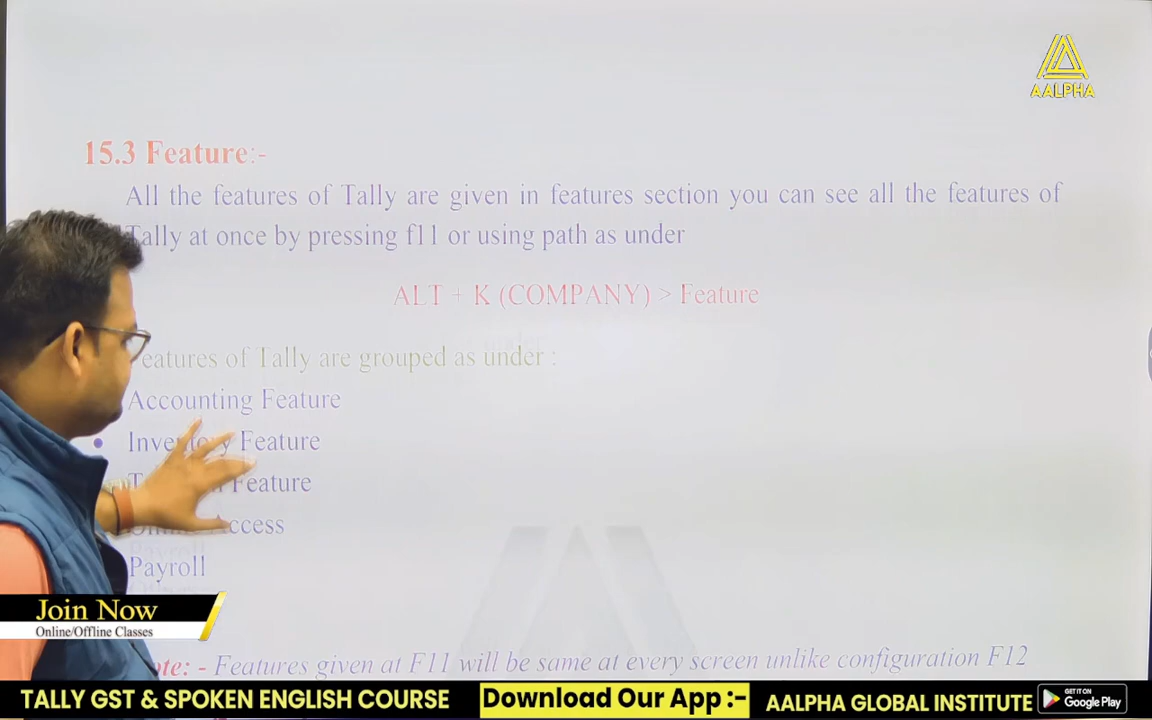 AALPHA
15.3 Feature:-
All the features of Tally are given in features section you can see all the features of
Tally at once by pressing f11 or using path as under
ALT + K (COMPANY) > Feature
eatures of Tally are grouped as under :
Accounting Feature
• Inventory Feature
Feature
Access
Payroll
Join Now
Online/Offline Classes
ote: - Features given at F11 will be same at every screen unlike configuration F12
TALLY GST & SPOKEN ENGLISH COURSE
Download Our App :-
AALPHA GLOBAL INSTITUTE
GET IT ON
Google Play